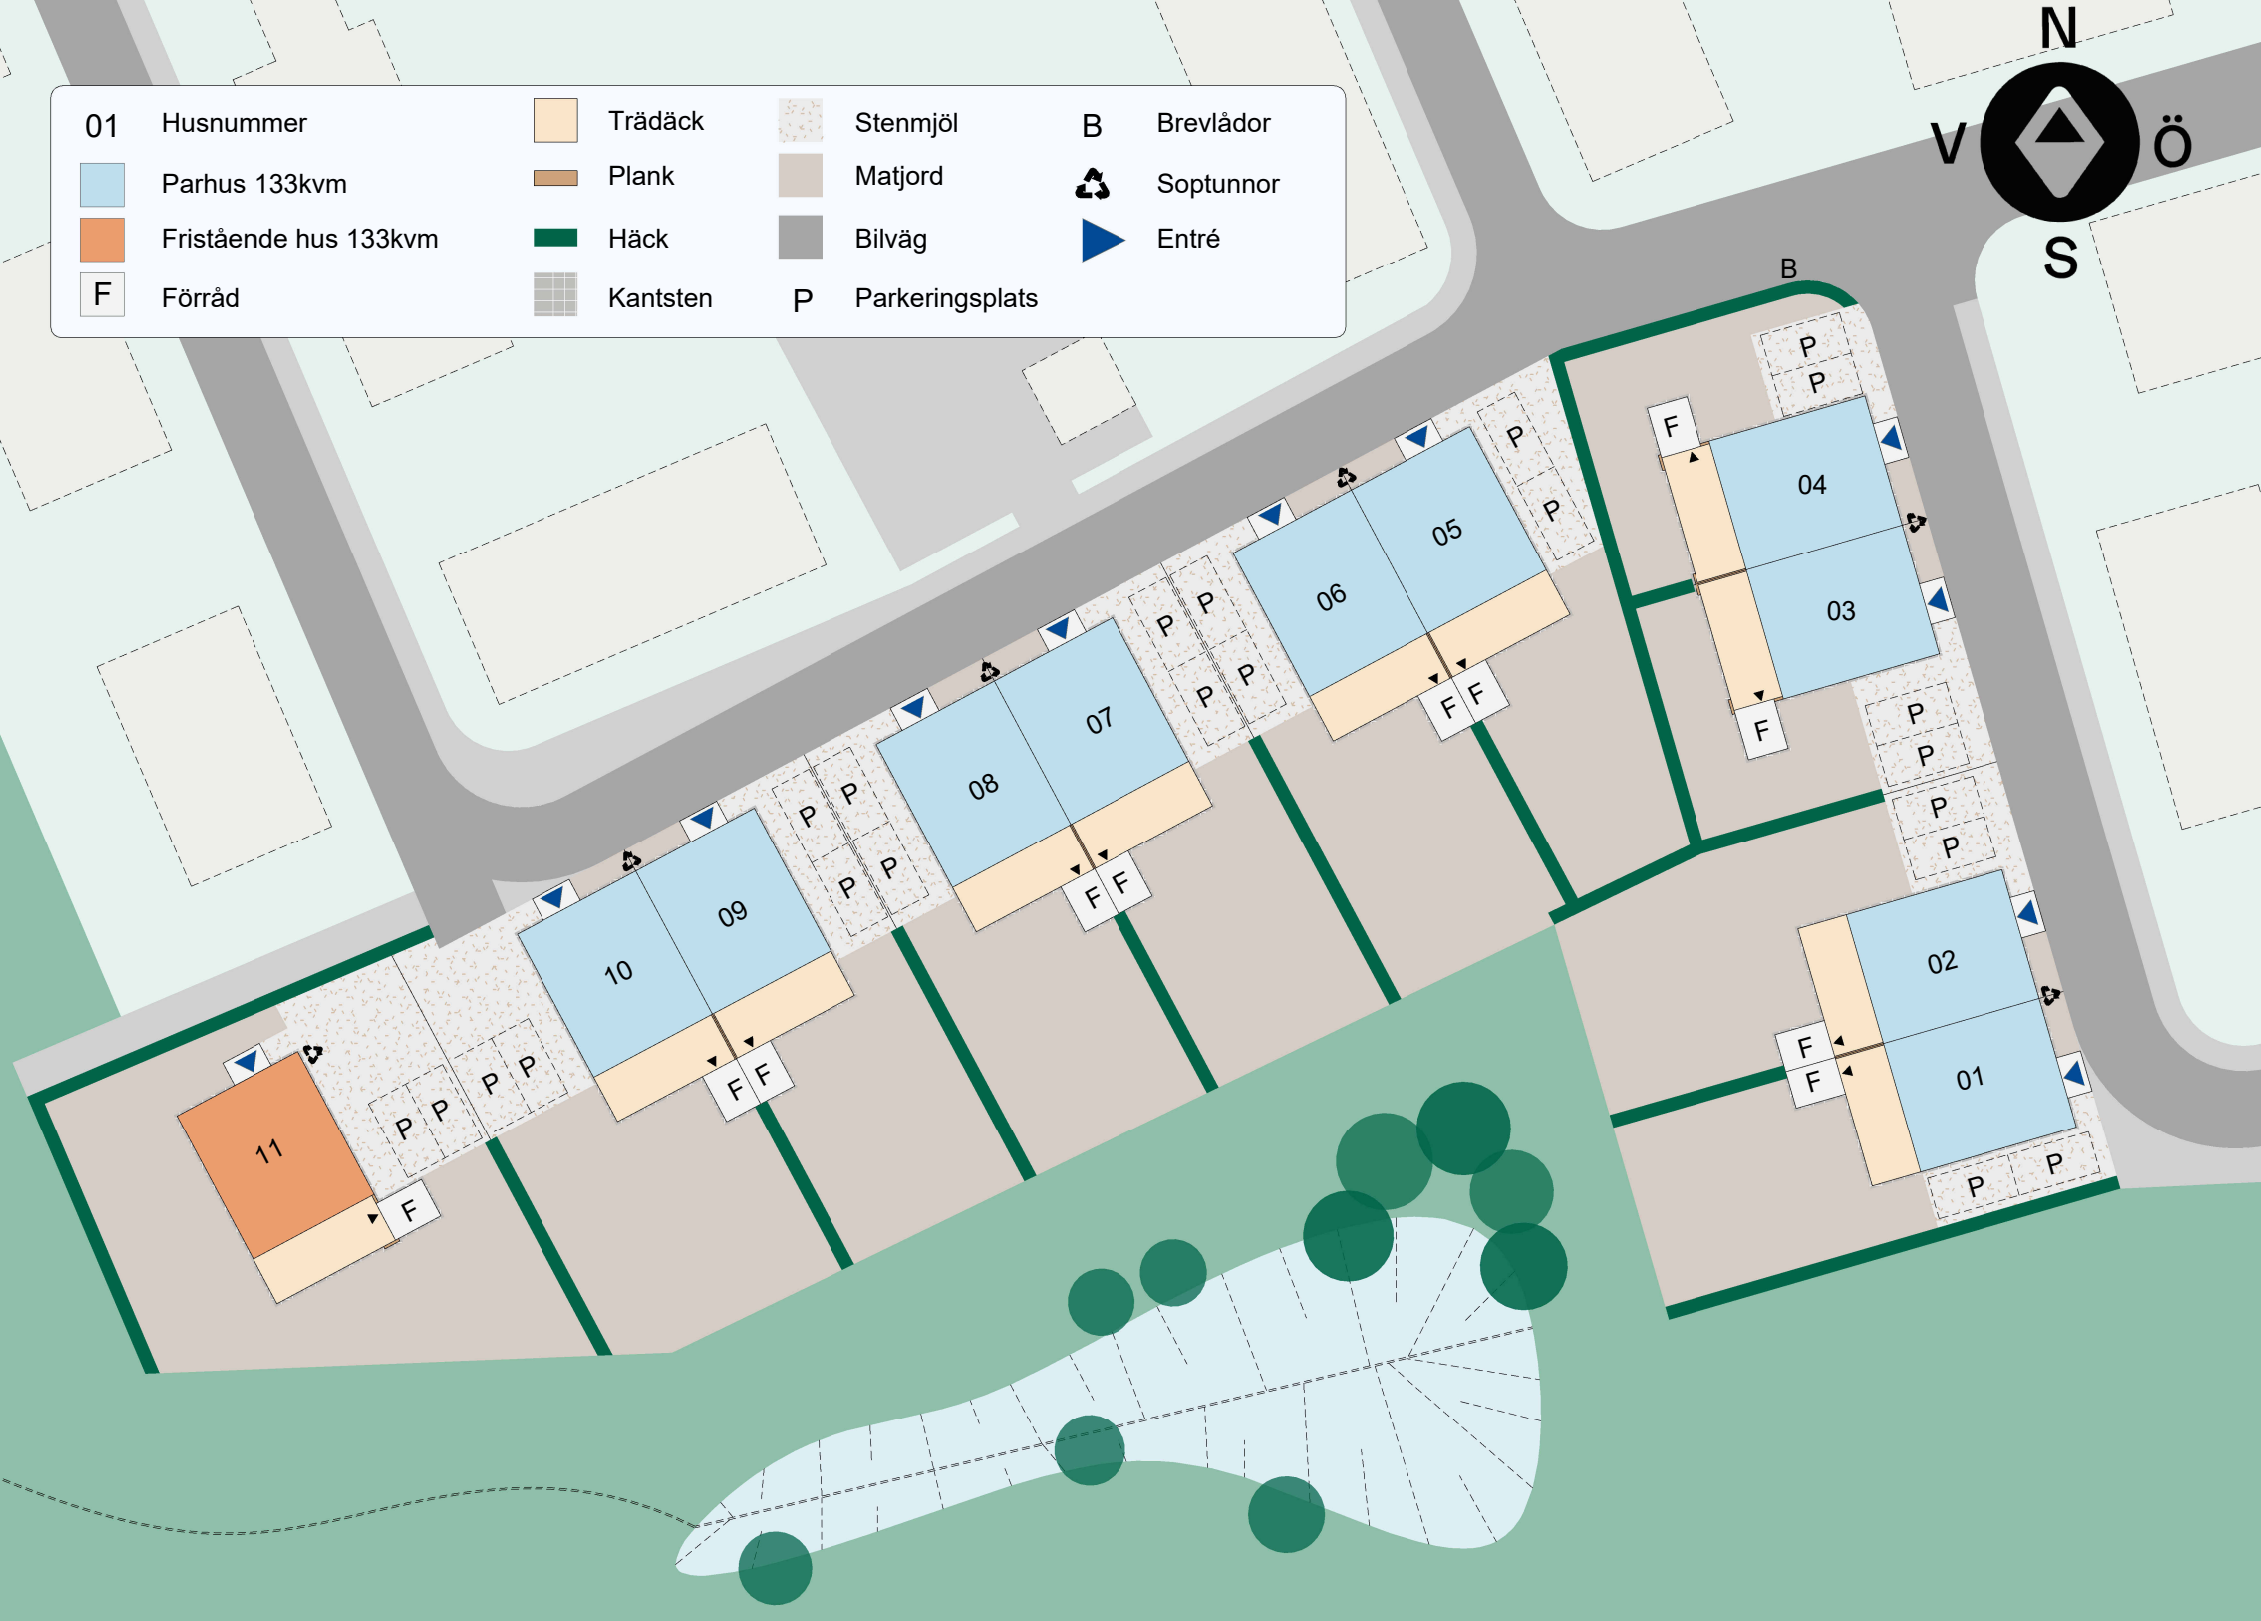 N
V
Ö
S
01 Husnummer
Parhus 133kvm
Fristående hus 133kvm
F Förråd
Trädäck
Plank
Häck
Kantsten
Stenmjöl
Matjord
Bilväg
P Parkeringsplats
B Brevlådor
Soptunnor
Entré
B
P
P
F
04
03
F
P
P
P
P
02
01
F
F
P
P
P
P
05
06
F F
P
P
P
P
07
08
F F
P
P
P
P
09
10
F F
P P
P P
11
F